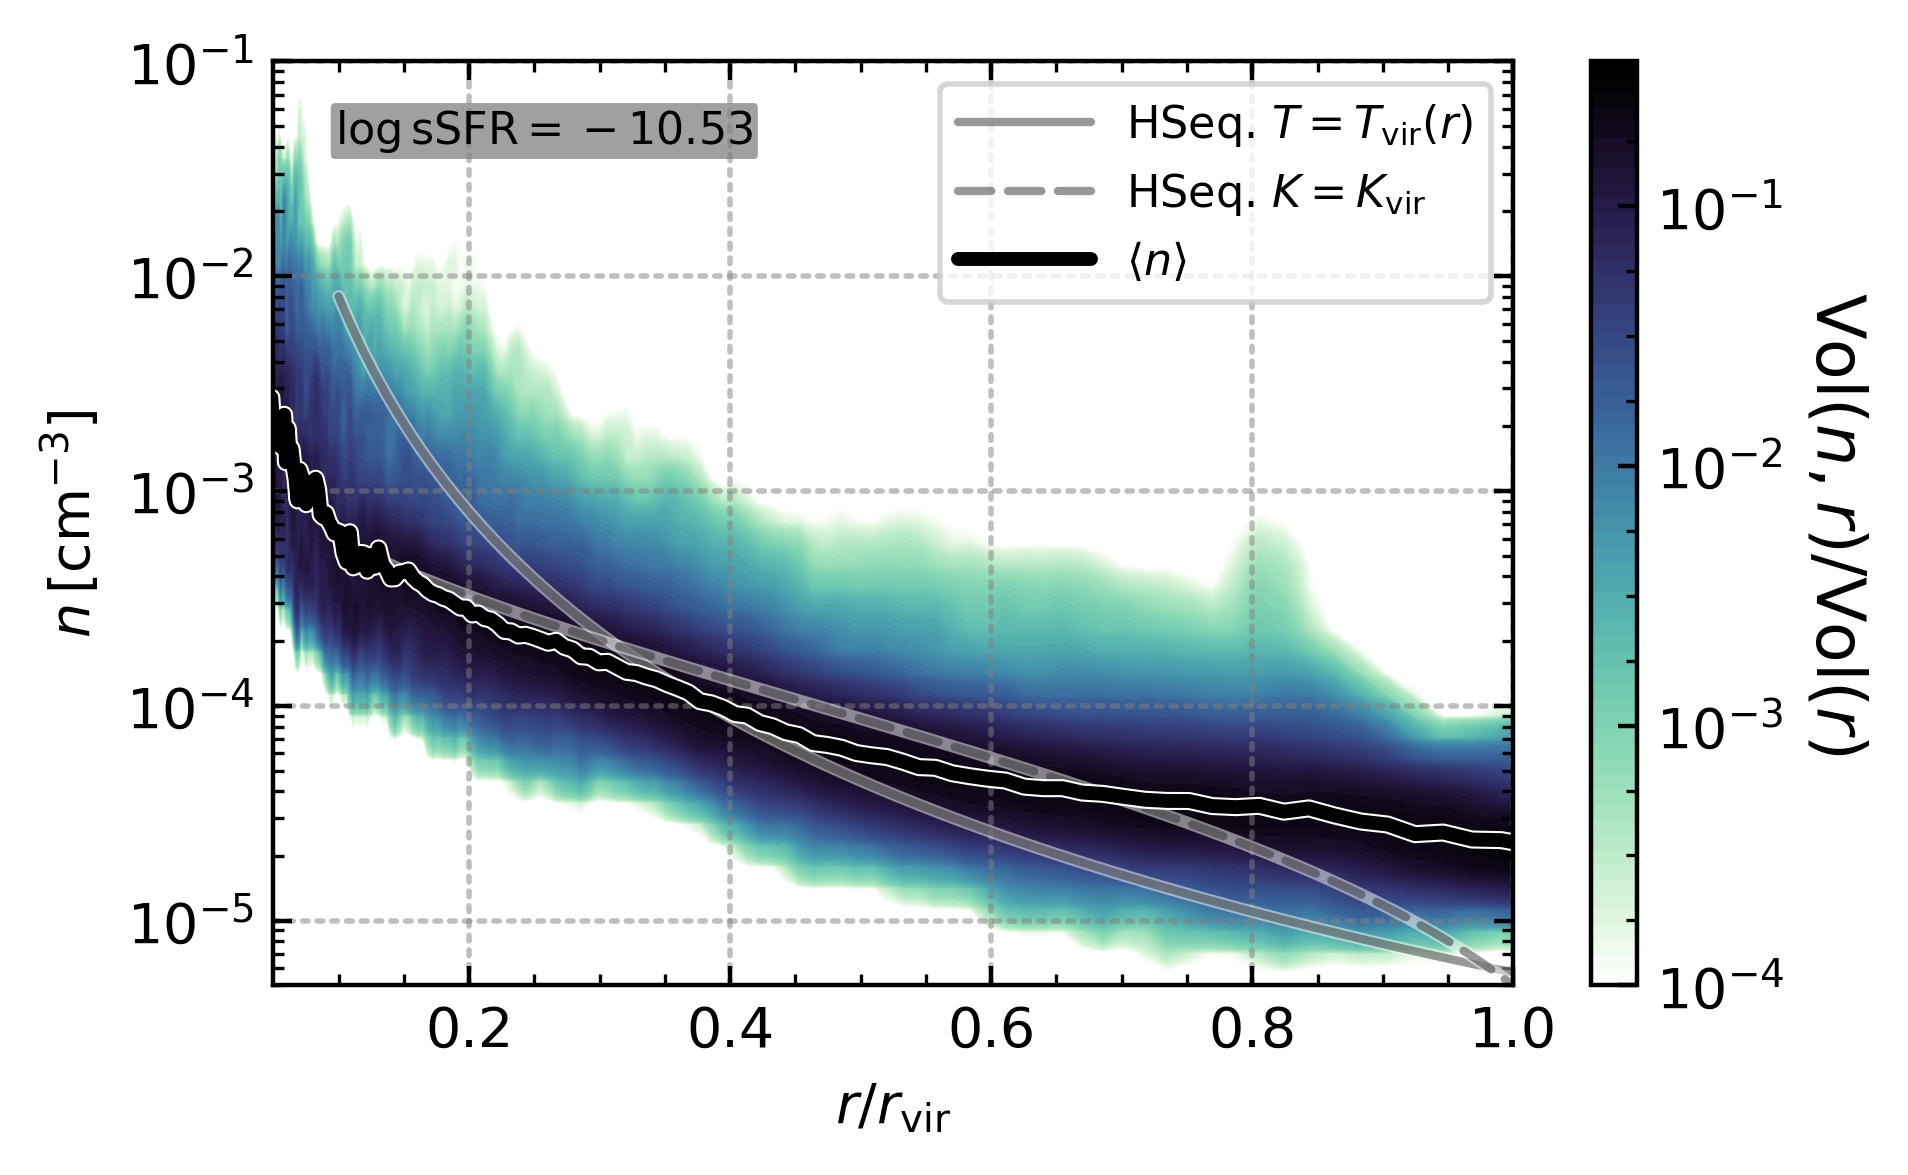 10⁻¹
10⁻²
10⁻³
10⁻⁴
10⁻⁵
n [cm⁻³]
log sSFR = −10.53
HSeq. T = T_vir(r)
HSeq. K = K_vir
⟨n⟩
0.2 0.4 0.6 0.8 1.0
r/r_vir
10⁻¹
10⁻²
10⁻³
10⁻⁴
Vol(n, r)/Vol(r)